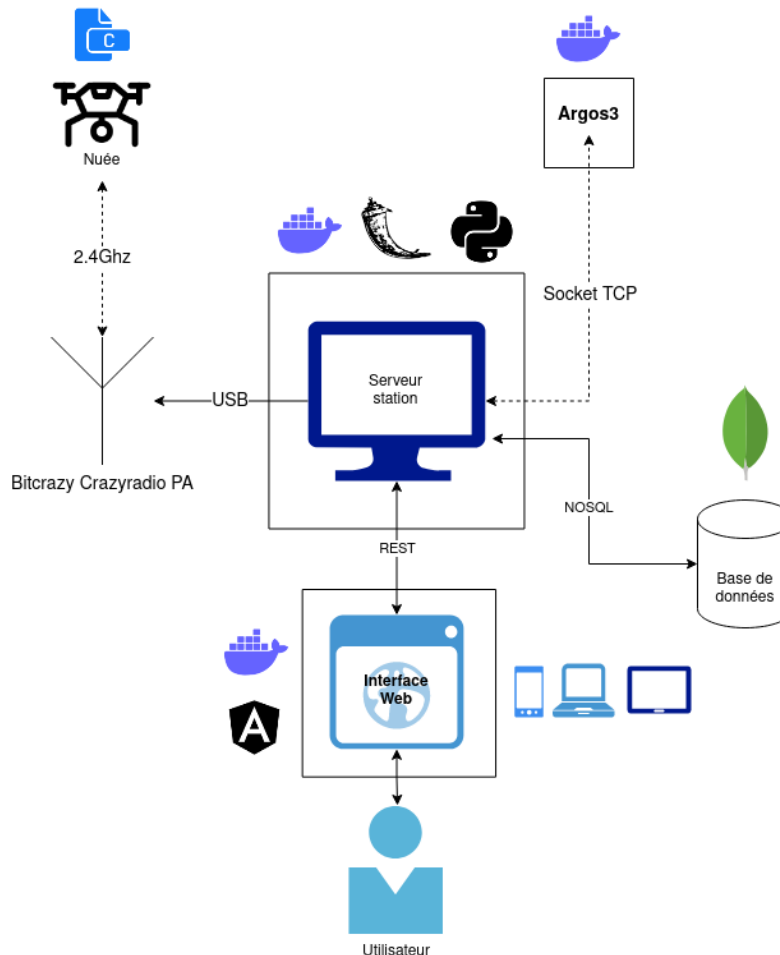 C
Nuée
Argos3
2.4Ghz
Socket TCP
Serveur
station
USB
Bitcrazy Crazyradio PA
NOSQL
REST
Base de
données
Interface
Web
A
Utilisateur